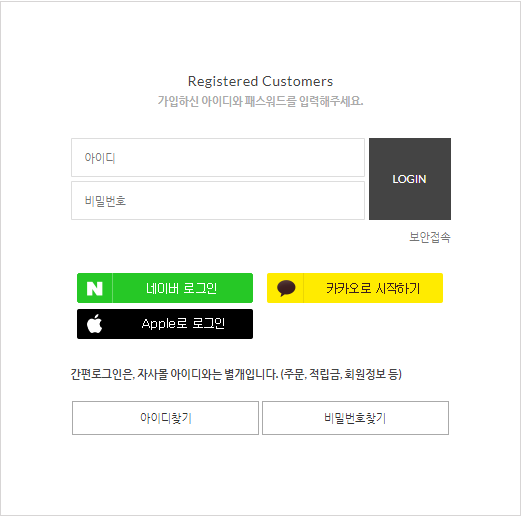 Registered Customers
가입하신 아이디와 패스워드를 입력해주세요.
아이디
비밀번호
LOGIN
보안접속
네이버 로그인
카카오로 시작하기
Apple로 로그인
간편로그인은, 자사몰 아이디와는 별개입니다. (주문, 적립금, 회원정보 등)
아이디찾기
비밀번호찾기